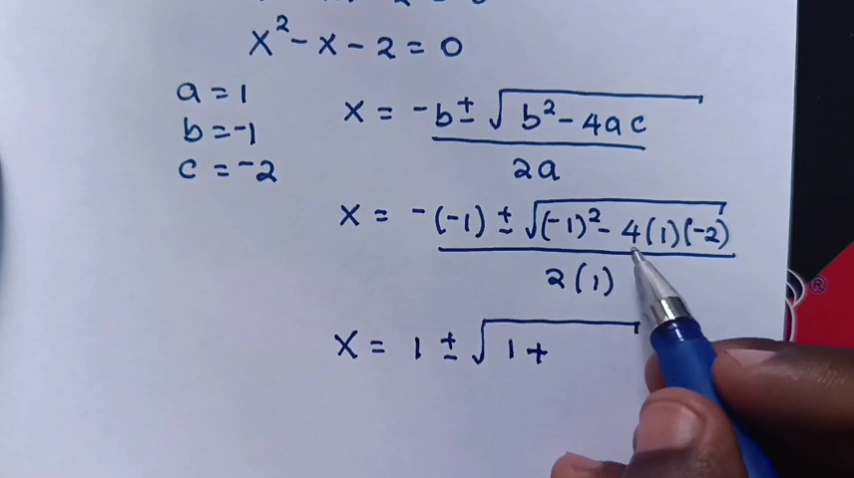 x² - x - 2 = 0
a = 1
b = -1
c = -2
x = -b ± √(b² - 4ac) / 2a
x = -(-1) ± √((-1)² - 4(1)(-2)) / 2(1)
x = 1 ± √(1 +
®